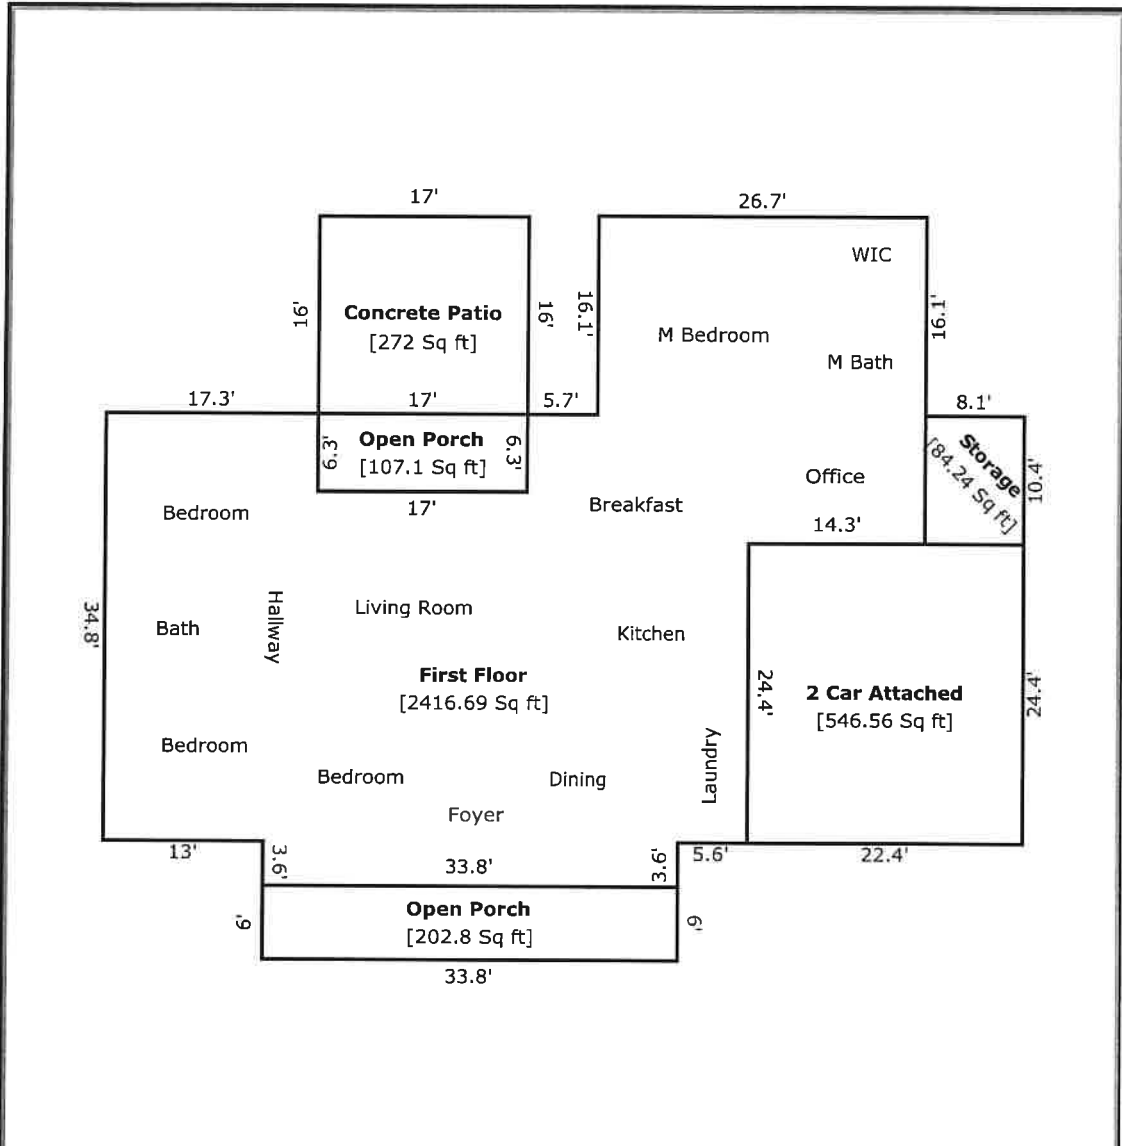 17'
26.7'
WIC
16'
Concrete Patio
[272 Sq ft]
16'
16.1'
M Bedroom
16.1'
M Bath
17.3'
17'
5.7'
8.1'
6.3'
Open Porch
[107.1 Sq ft]
6.3'
Storage
[84.24 Sq ft]
10.4'
Office
17'
Bedroom
Breakfast
14.3'
34.8'
Bath
Hallway
Living Room
Kitchen
First Floor
[2416.69 Sq ft]
24.4'
2 Car Attached
[546.56 Sq ft]
24.4'
Bedroom
Bedroom
Dining
Laundry
Foyer
13'
3.6'
33.8'
3.6'
5.6'
22.4'
6'
Open Porch
[202.8 Sq ft]
6'
33.8'